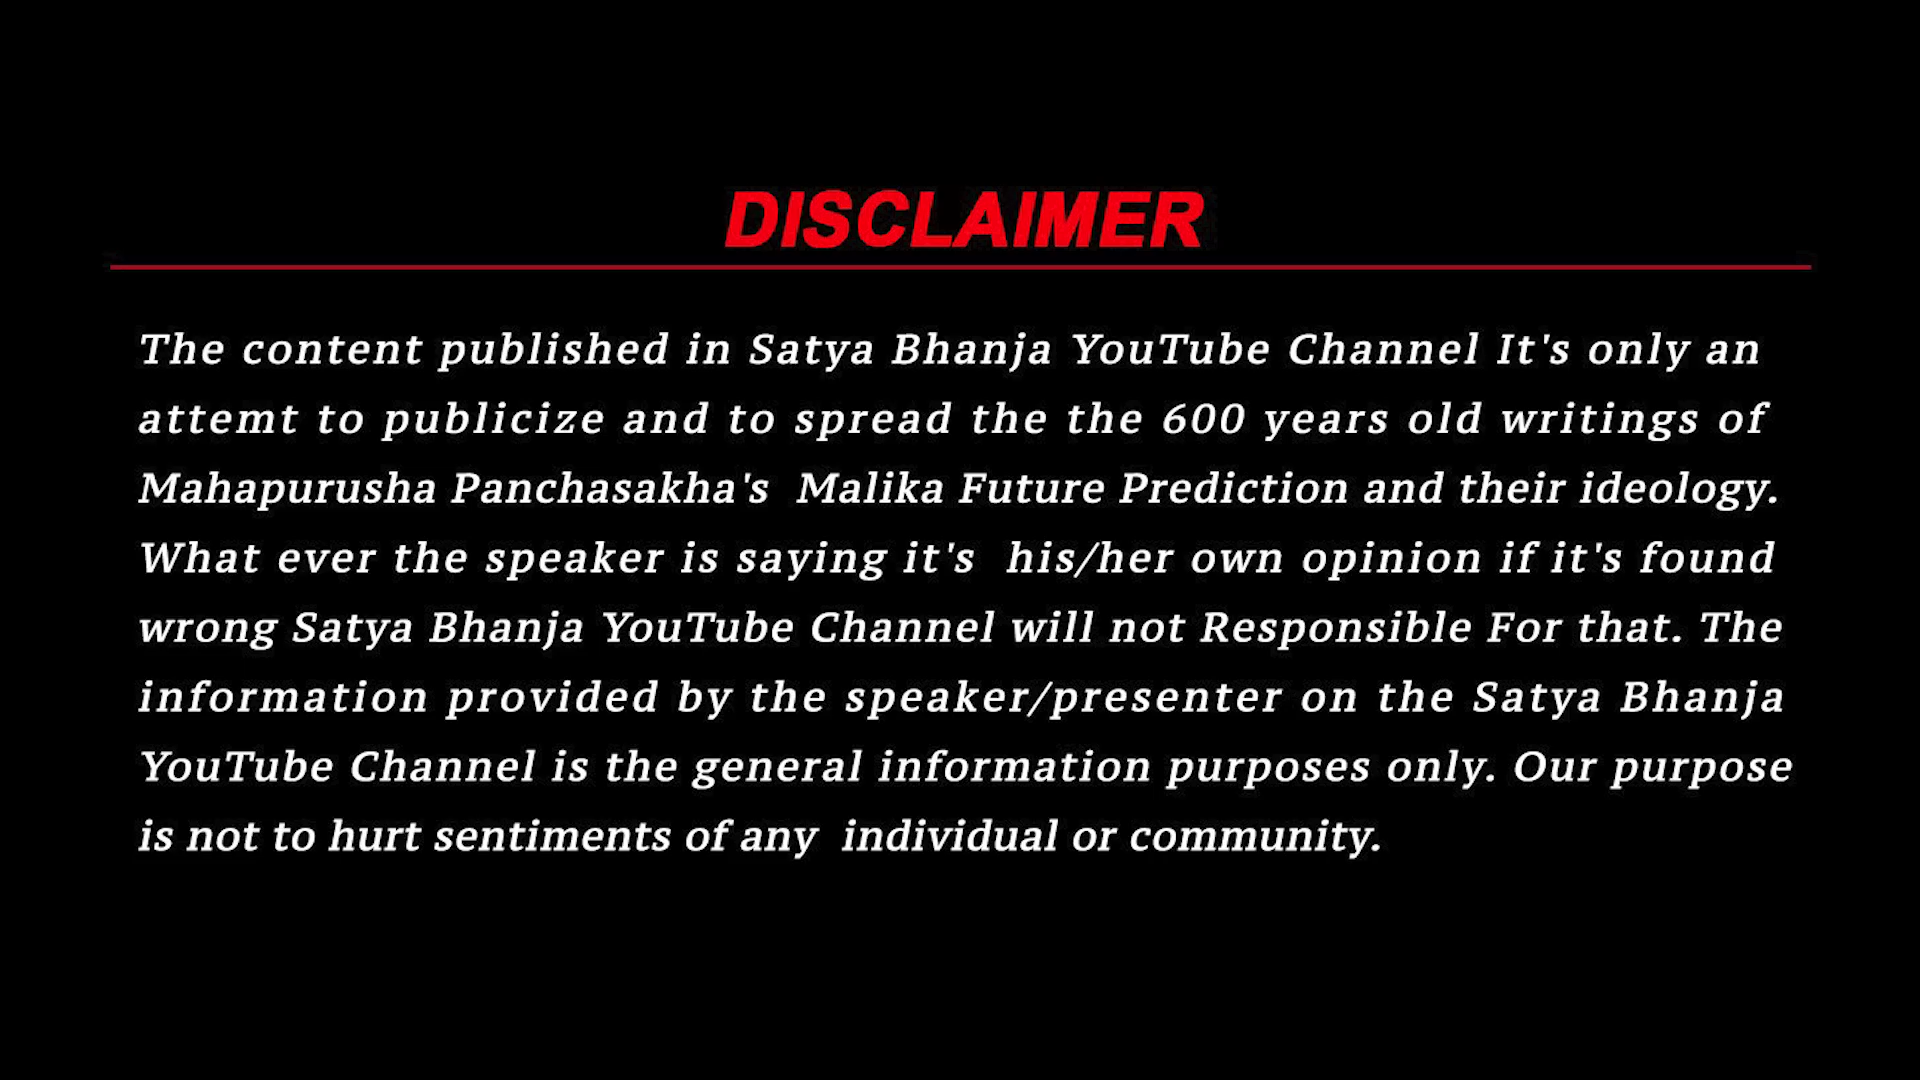 DISCLAIMER
The content published in Satya Bhanja YouTube Channel It's only an
attemt to publicize and to spread the the 600 years old writings of
Mahapurusha Panchasakha's  Malika Future Prediction and their ideology.
What ever the speaker is saying it's  his/her own opinion if it's found
wrong Satya Bhanja YouTube Channel will not Responsible For that. The
information provided by the speaker/presenter on the Satya Bhanja
YouTube Channel is the general information purposes only. Our purpose
is not to hurt sentiments of any  individual or community.